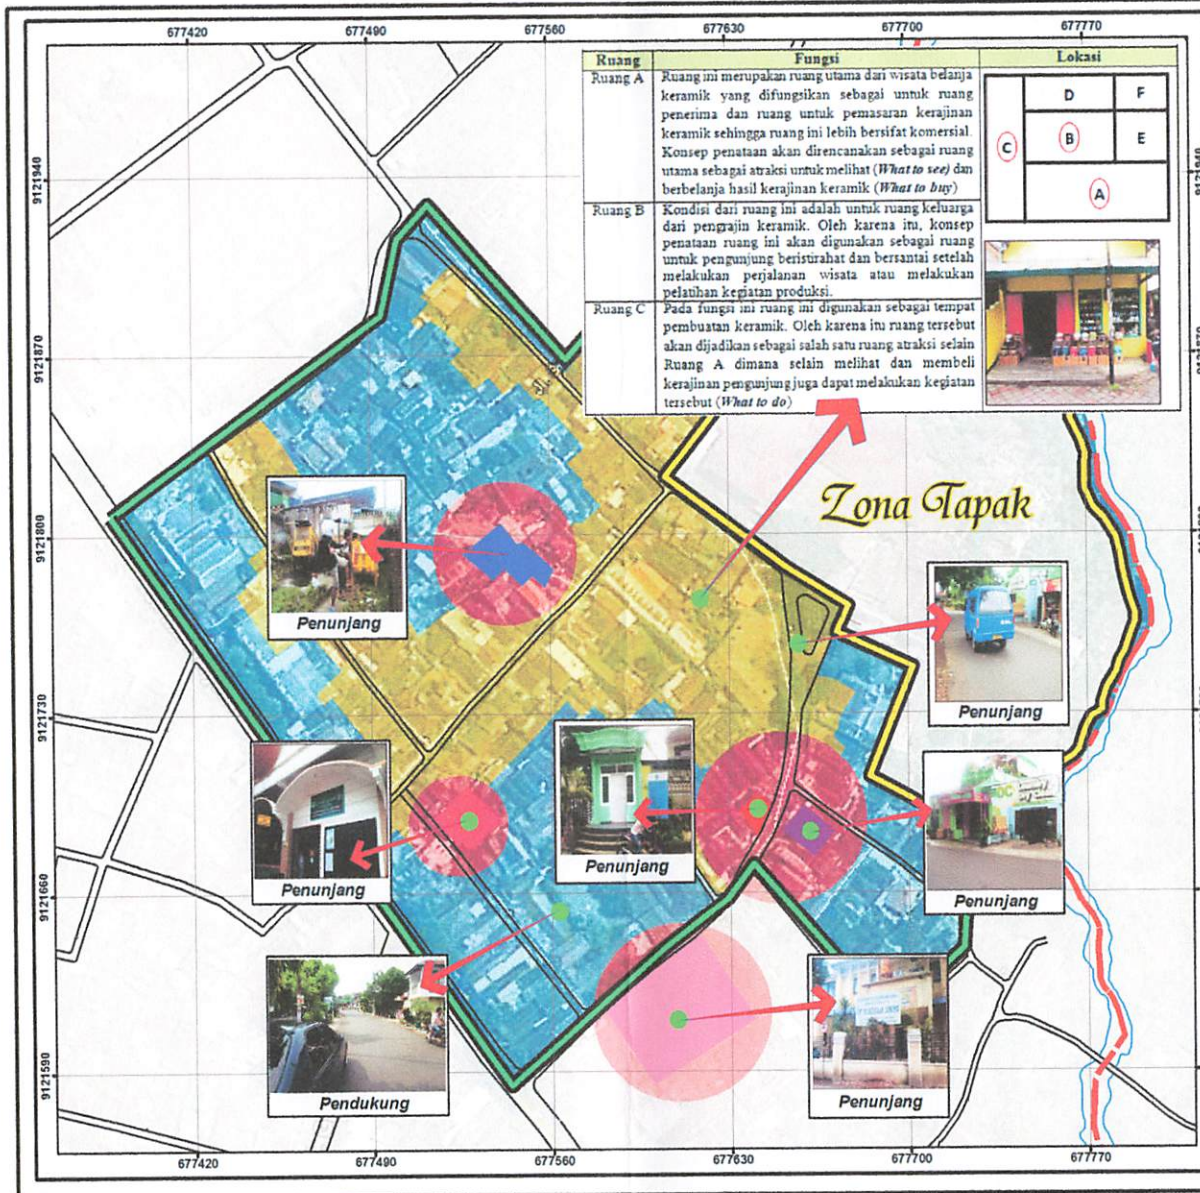 677420 677490 677560 677630 677700 677770
Ruang Fungsi Lokasi
Ruang A Ruang ini merupakan ruang utama dari wisata belanja
keramik yang difungsikan sebagai untuk ruang
penerima dan ruang untuk pemasaran kerajinan
keramik sehingga ruang ini lebih bersifat komersial.
Konsep penataan akan direncanakan sebagai ruang
utama sebagai atraksi untuk melihat (What to see) dan
berbelanja hasil kerajinan keramik (What to buy)
Ruang B Kondisi dari ruang ini adalah untuk ruang keluarga
dari pengrajin keramik. Oleh karena itu, konsep
penataan ruang ini akan digunakan sebagai ruang
untuk pengunjung beristirahat dan bersantai setelah
melakukan perjalanan wisata atau melakukan
pelatihan kegiatan produksi.
Ruang C Pada fungsi ini ruang ini digunakan sebagai tempat
pembuatan keramik. Oleh karena itu ruang tersebut
akan dijadikan sebagai salah satu ruang atraksi selain
Ruang A dimana selain melihat dan membeli
kerajinan pengunjung juga dapat melakukan kegiatan
tersebut (What to do)
D F
C B E
A
9121940
9121870
9121800
9121730
9121660
9121590
Zona Tapak
Penunjang
Penunjang
Penunjang
Penunjang
Penunjang
Pendukung
Penunjang
677420 677490 677560 677630 677700 677770